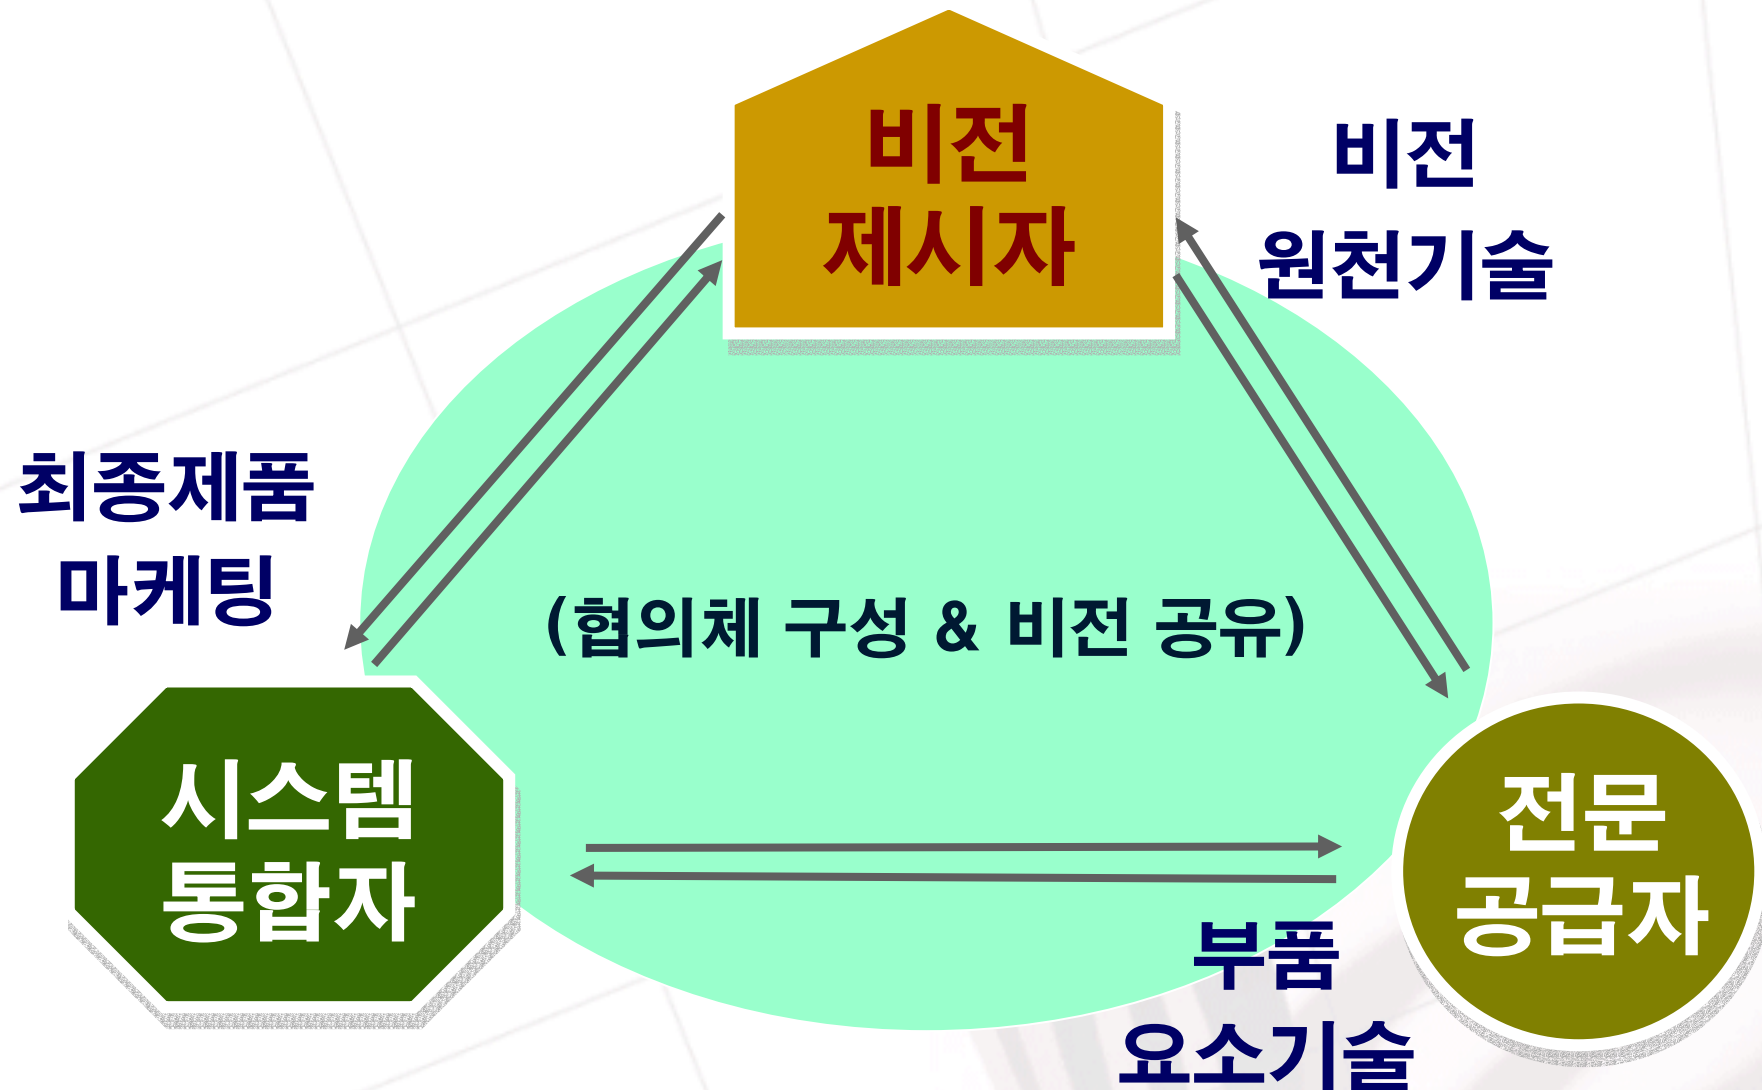 비전
제시자
비전
원천기술
최종제품
마케팅
(협의체 구성 & 비전 공유)
시스템
통합자
전문
공급자
부품
요소기술